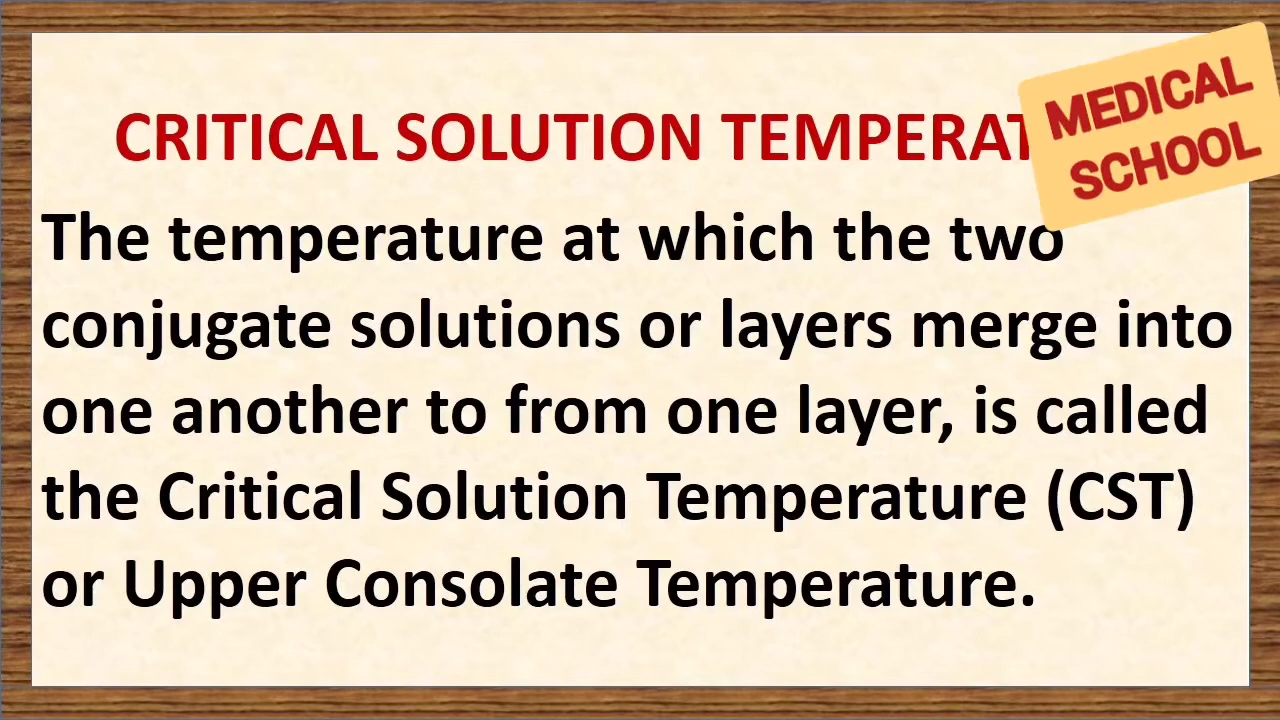 CRITICAL SOLUTION
MEDICAL
SCHOOL
The temperature at which the two
conjugate solutions or layers merge into
one another to from one layer, is called
the Critical Solution Temperature (CST)
or Upper Consolate Temperature.